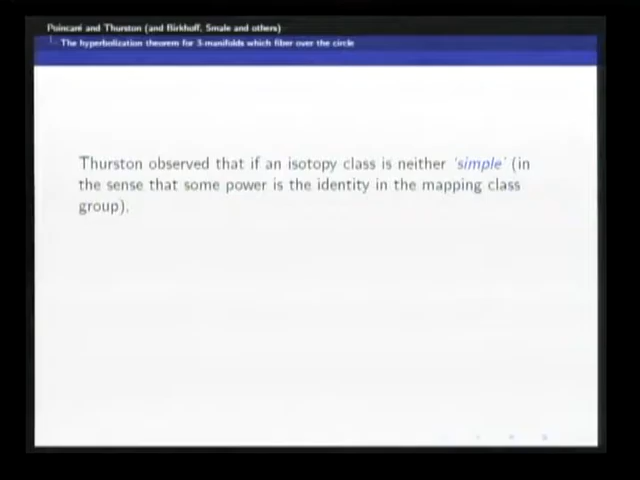 Poincaré and Thurston (and Birkhoff, Smale and others)
The hyperbolization theorem for 3-manifolds which fiber over the circle
Thurston observed that if an isotopy class is neither 'simple' (in
the sense that some power is the identity in the mapping class
group),